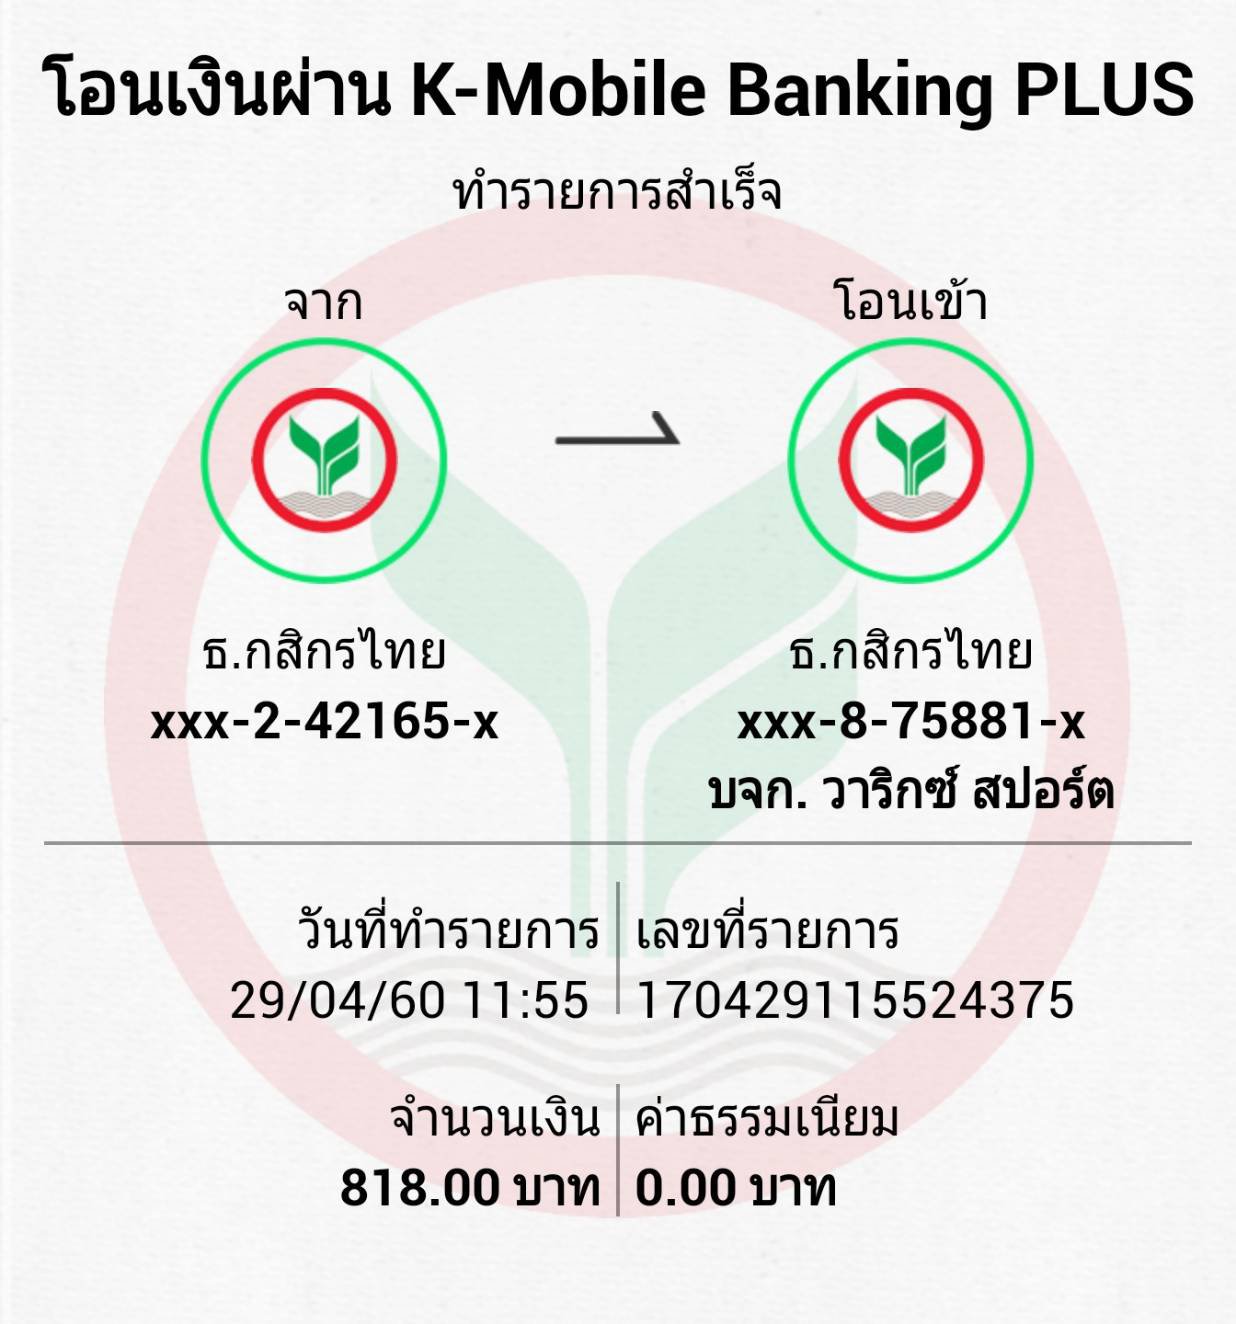 โอนเงินผ่าน K-Mobile Banking PLUS
ทำรายการสำเร็จ
จาก
โอนเข้า
ธ.กสิกรไทย
xxx-2-42165-x
ธ.กสิกรไทย
xxx-8-75881-x
บจก. วาริกซ์ สปอร์ต
วันที่ทำรายการ
29/04/60 11:55
เลขที่รายการ
170429115524375
จำนวนเงิน
818.00 บาท
ค่าธรรมเนียม
0.00 บาท